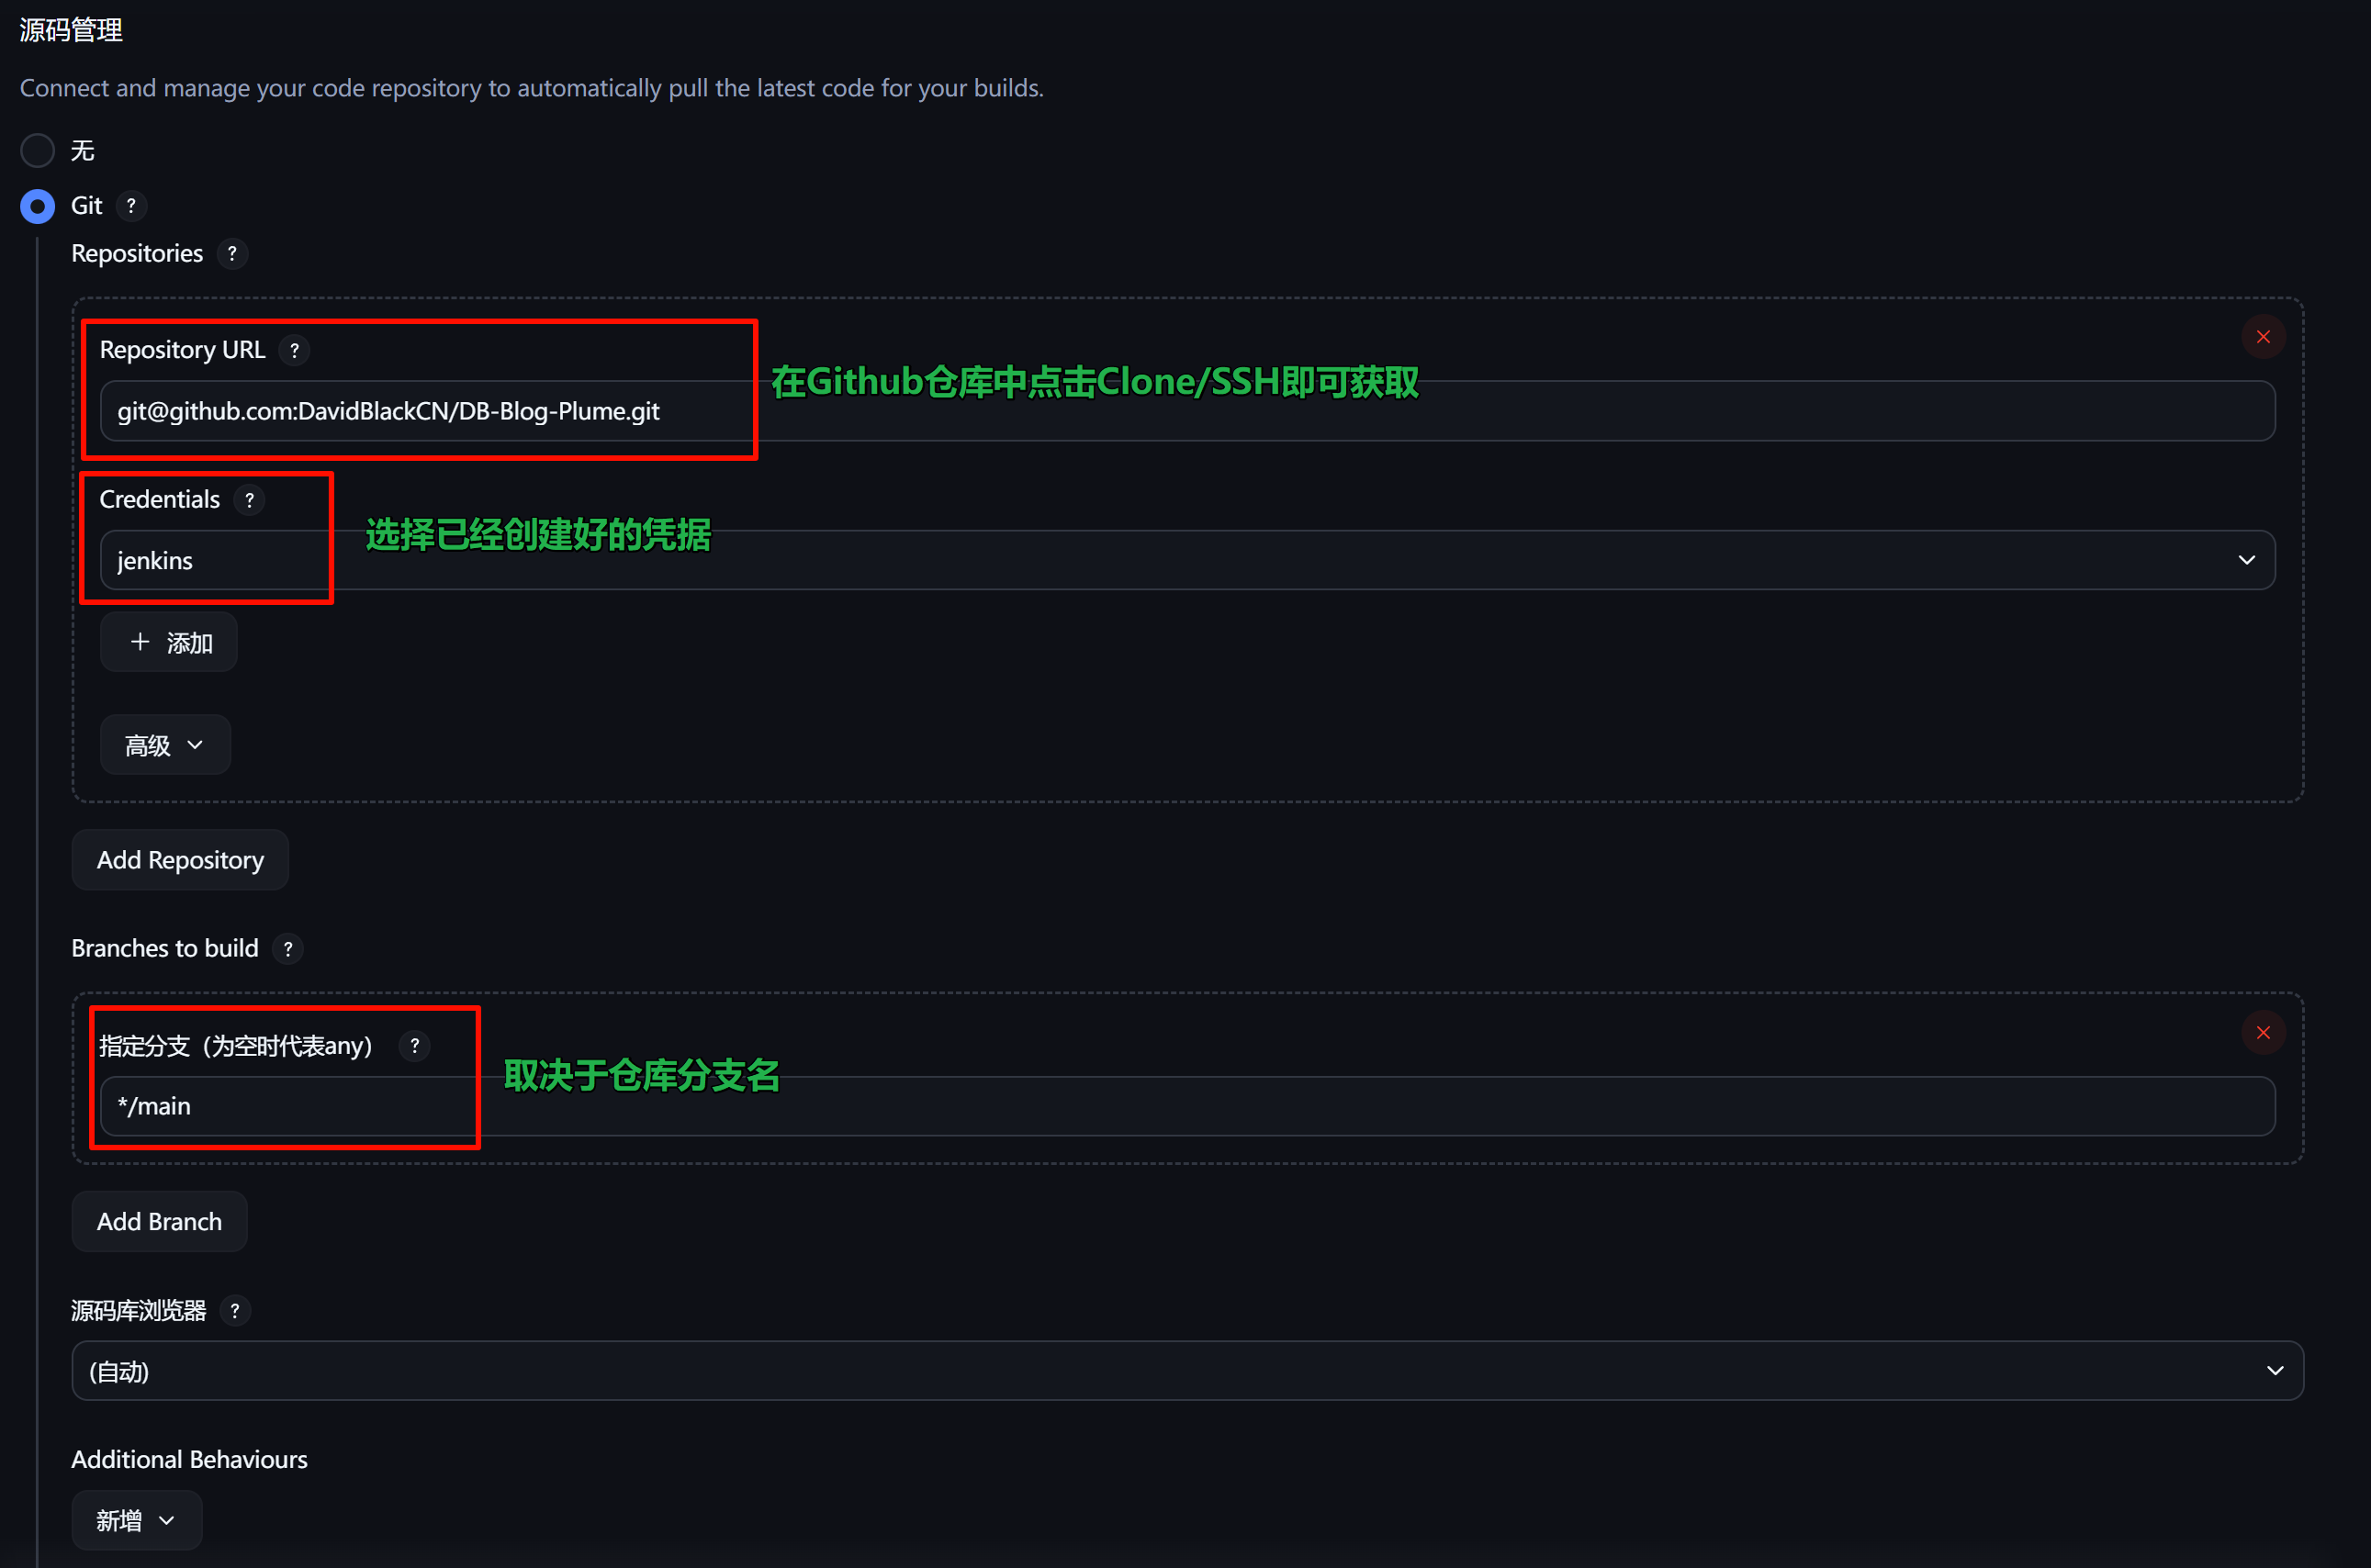 源码管理
Connect and manage your code repository to automatically pull the latest code for your builds.
无
Git ?
Repositories ?
Repository URL ?
在Github仓库中点击Clone/SSH即可获取
git@github.com:DavidBlackCN/DB-Blog-Plume.git
Credentials ?
选择已经创建好的凭据
jenkins
+ 添加
高级
Add Repository
Branches to build ?
指定分支（为空时代表any） ?
取决于仓库分支名
*/main
Add Branch
源码库浏览器 ?
(自动)
Additional Behaviours
新增